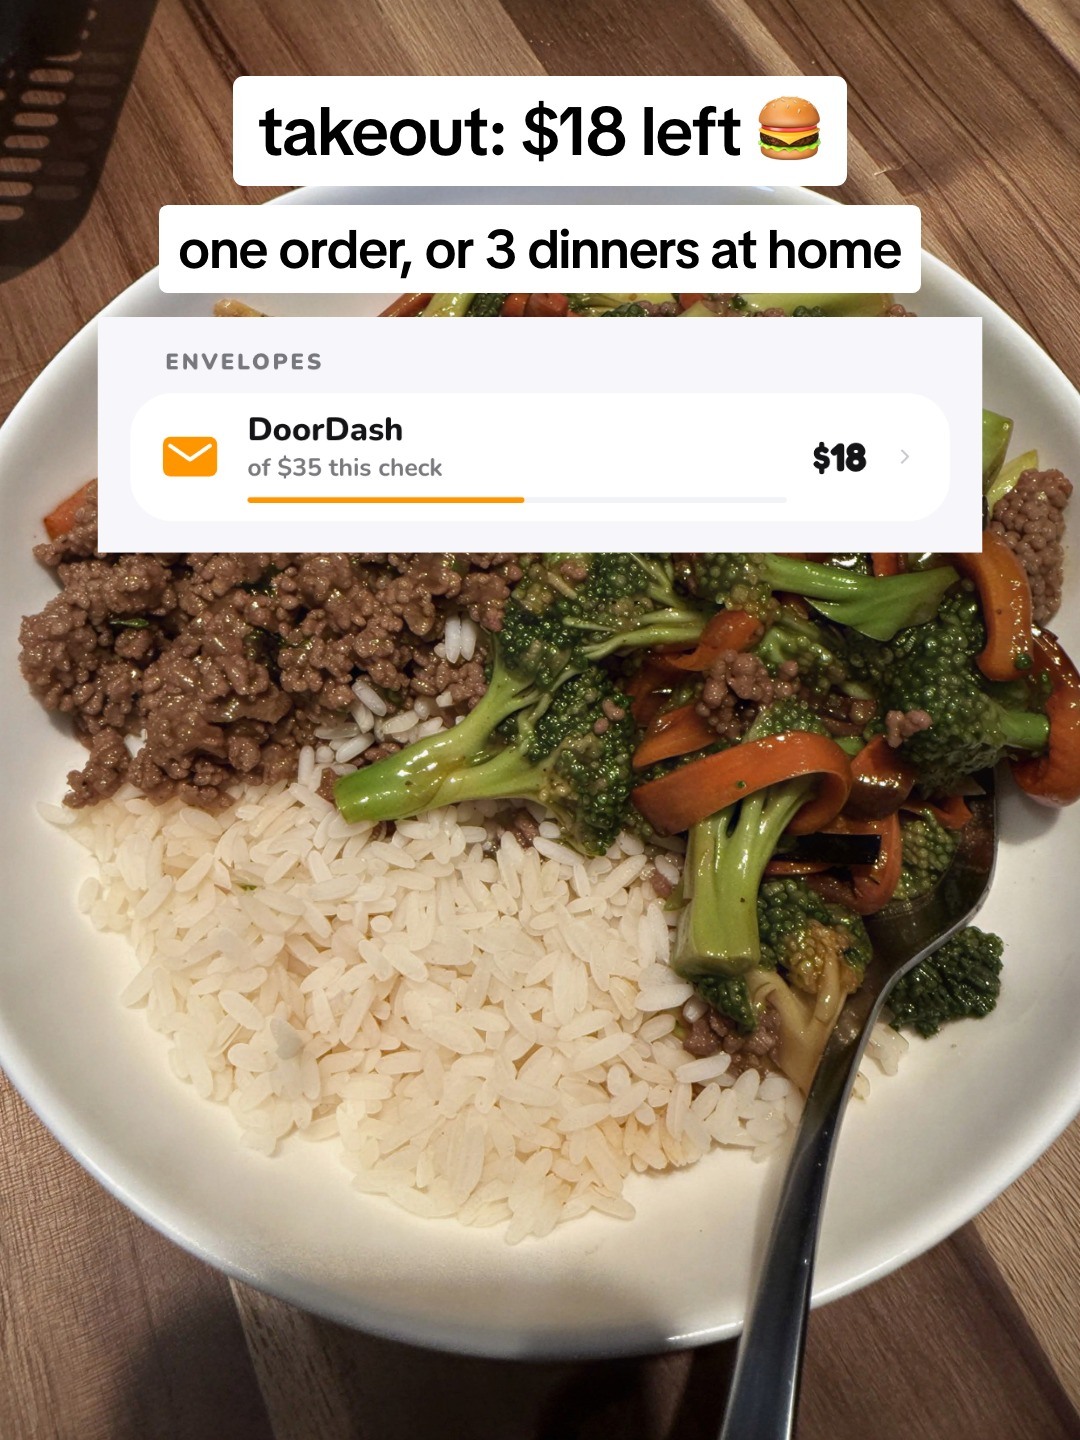 takeout: $18 left 🍔
one order, or 3 dinners at home
ENVELOPES
DoorDash
of $35 this check
$18